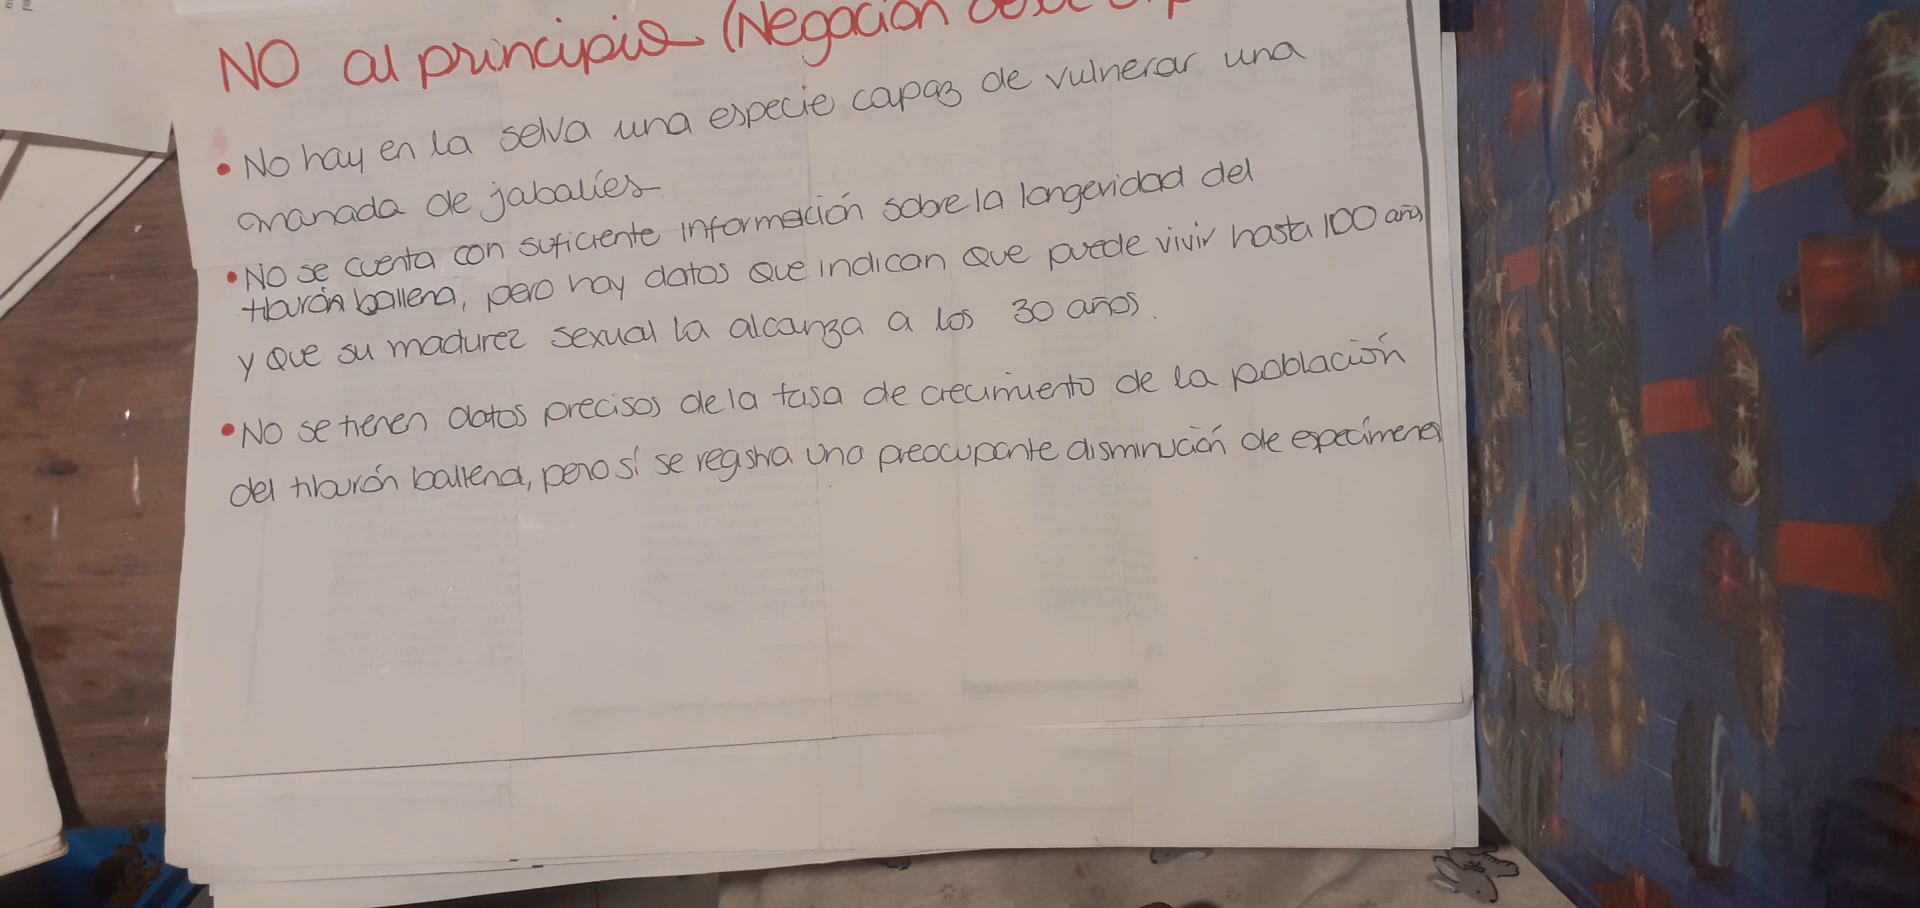 NO al principio (Negación
• No hay en la selva una especie capaz de vulnerar una
manada de jabalíes
• No se cuenta con suficiente información sobre la longevidad del
tiburón ballena, pero hay datos que indican que puede vivir hasta 100 años
y que su madurez sexual la alcanza a los 30 años.
• No se tienen datos precisos de la tasa de crecimiento de la población
del tiburón ballena, pero sí se registra una preocupante disminución de especímenes